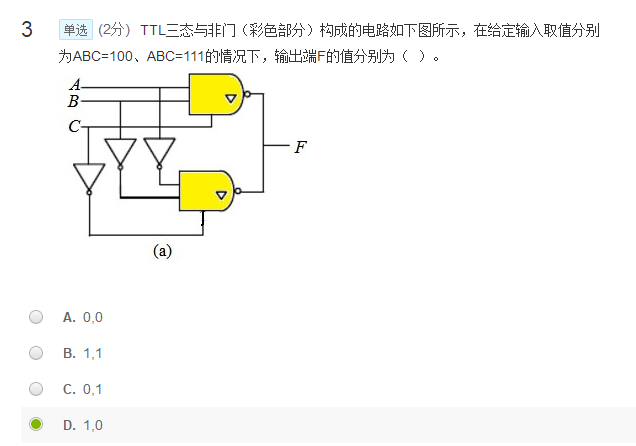 3 单选 (2分) TTL三态与非门（彩色部分）构成的电路如下图所示，在给定输入取值分别
为ABC=100、ABC=111的情况下，输出端F的值分别为（ ）。
A
B
C
F
(a)
A. 0,0
B. 1,1
C. 0,1
D. 1,0